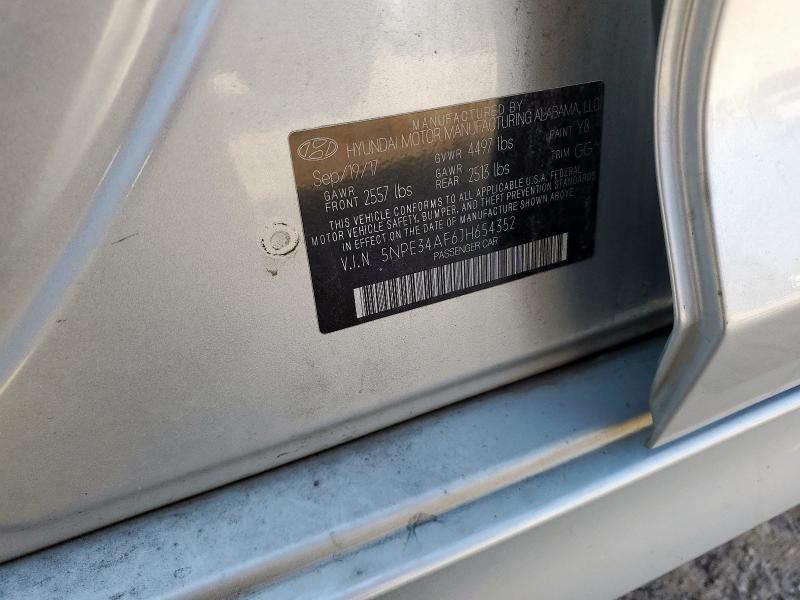 MANUFACTURED BY
HYUNDAI MOTOR MANUFACTURING ALABAMA, LLC
Sep/19/17 GVWR 4497 lbs PAINT Y8
GAWR FRONT 2557 lbs GAWR REAR 2513 lbs TRIM GG
THIS VEHICLE CONFORMS TO ALL APPLICABLE U.S.A. FEDERAL
MOTOR VEHICLE SAFETY, BUMPER, AND THEFT PREVENTION STANDARDS
IN EFFECT ON THE DATE OF MANUFACTURE SHOWN ABOVE
V.I.N 5NPE34AF6JH654352
PASSENGER CAR